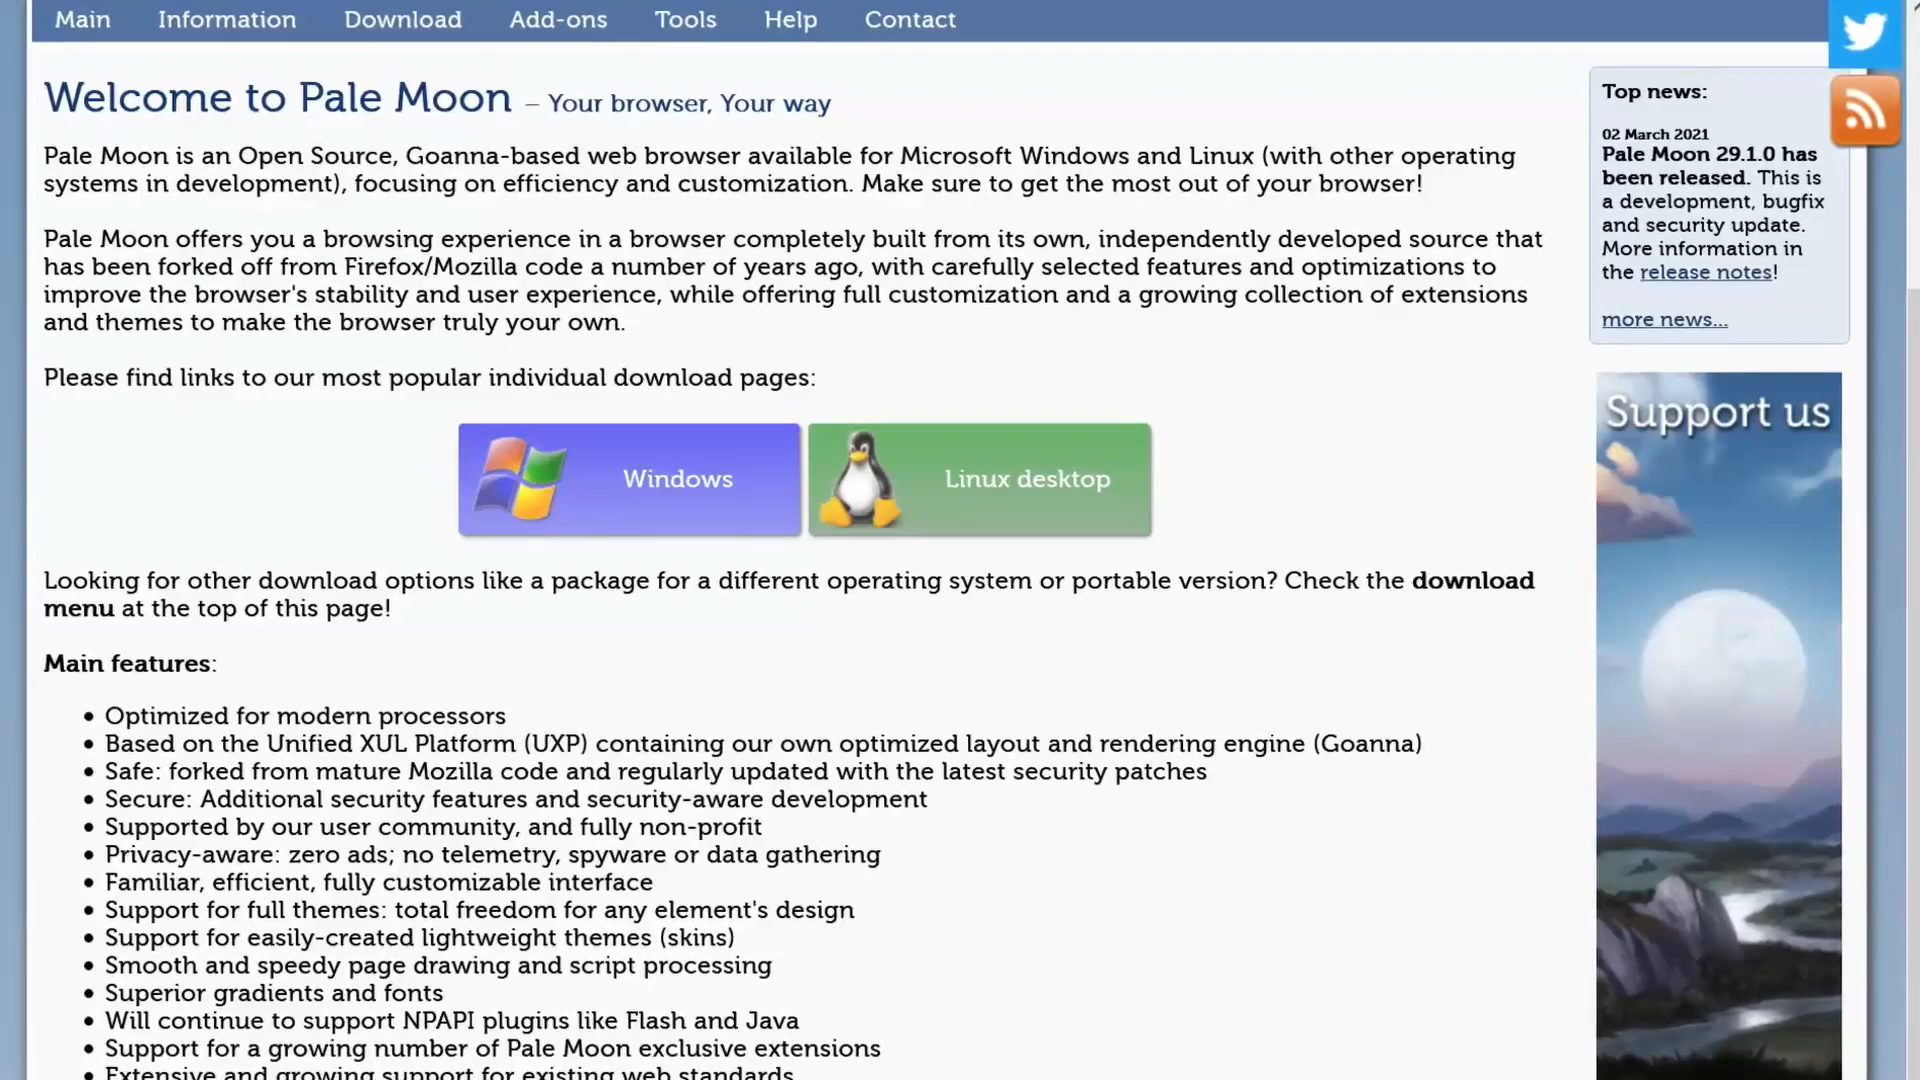 Main Information Download Add-ons Tools Help Contact
Welcome to Pale Moon – Your browser, Your way
Pale Moon is an Open Source, Goanna-based web browser available for Microsoft Windows and Linux (with other operating
systems in development), focusing on efficiency and customization. Make sure to get the most out of your browser!
Pale Moon offers you a browsing experience in a browser completely built from its own, independently developed source that
has been forked off from Firefox/Mozilla code a number of years ago, with carefully selected features and optimizations to
improve the browser's stability and user experience, while offering full customization and a growing collection of extensions
and themes to make the browser truly your own.
Please find links to our most popular individual download pages:
Windows
Linux desktop
Looking for other download options like a package for a different operating system or portable version? Check the download
menu at the top of this page!
Main features:
• Optimized for modern processors
• Based on the Unified XUL Platform (UXP) containing our own optimized layout and rendering engine (Goanna)
• Safe: forked from mature Mozilla code and regularly updated with the latest security patches
• Secure: Additional security features and security-aware development
• Supported by our user community, and fully non-profit
• Privacy-aware: zero ads; no telemetry, spyware or data gathering
• Familiar, efficient, fully customizable interface
• Support for full themes: total freedom for any element's design
• Support for easily-created lightweight themes (skins)
• Smooth and speedy page drawing and script processing
• Superior gradients and fonts
• Will continue to support NPAPI plugins like Flash and Java
• Support for a growing number of Pale Moon exclusive extensions
• Extensive and growing support for existing web standards
Top news:
02 March 2021
Pale Moon 29.1.0 has
been released. This is
a development, bugfix
and security update.
More information in
the release notes!
more news...
Support us